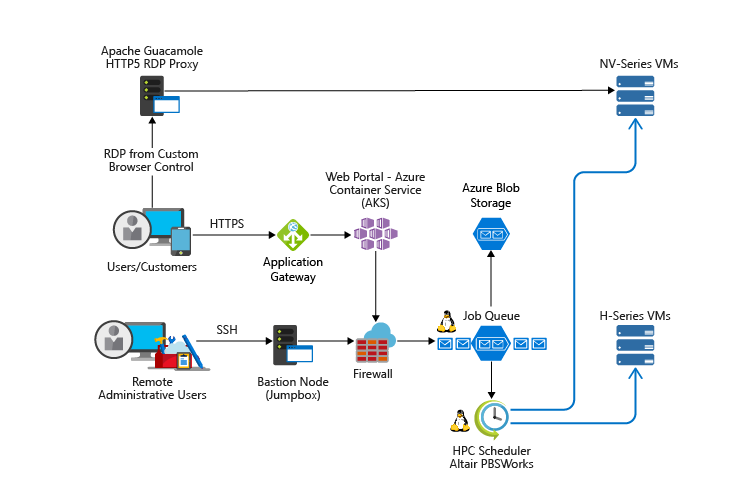 Apache Guacamole
HTTP5 RDP Proxy
NV-Series VMs
RDP from Custom
Browser Control
Web Portal - Azure
Container Service
(AKS)
Azure Blob
Storage
HTTPS
Users/Customers
Application
Gateway
Job Queue
H-Series VMs
SSH
Remote
Administrative Users
Bastion Node
(Jumpbox)
Firewall
HPC Scheduler
Altair PBSWorks